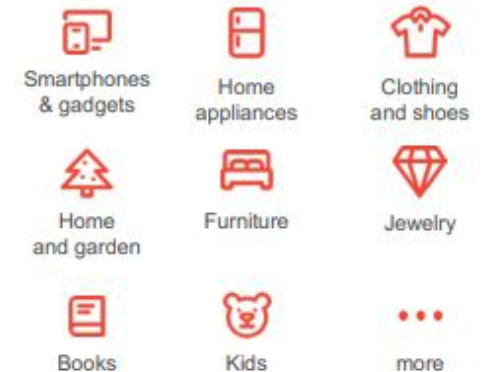 Smartphones
& gadgets
Home
appliances
Clothing
and shoes
Home
and garden
Furniture
Jewelry
Books
Kids
more